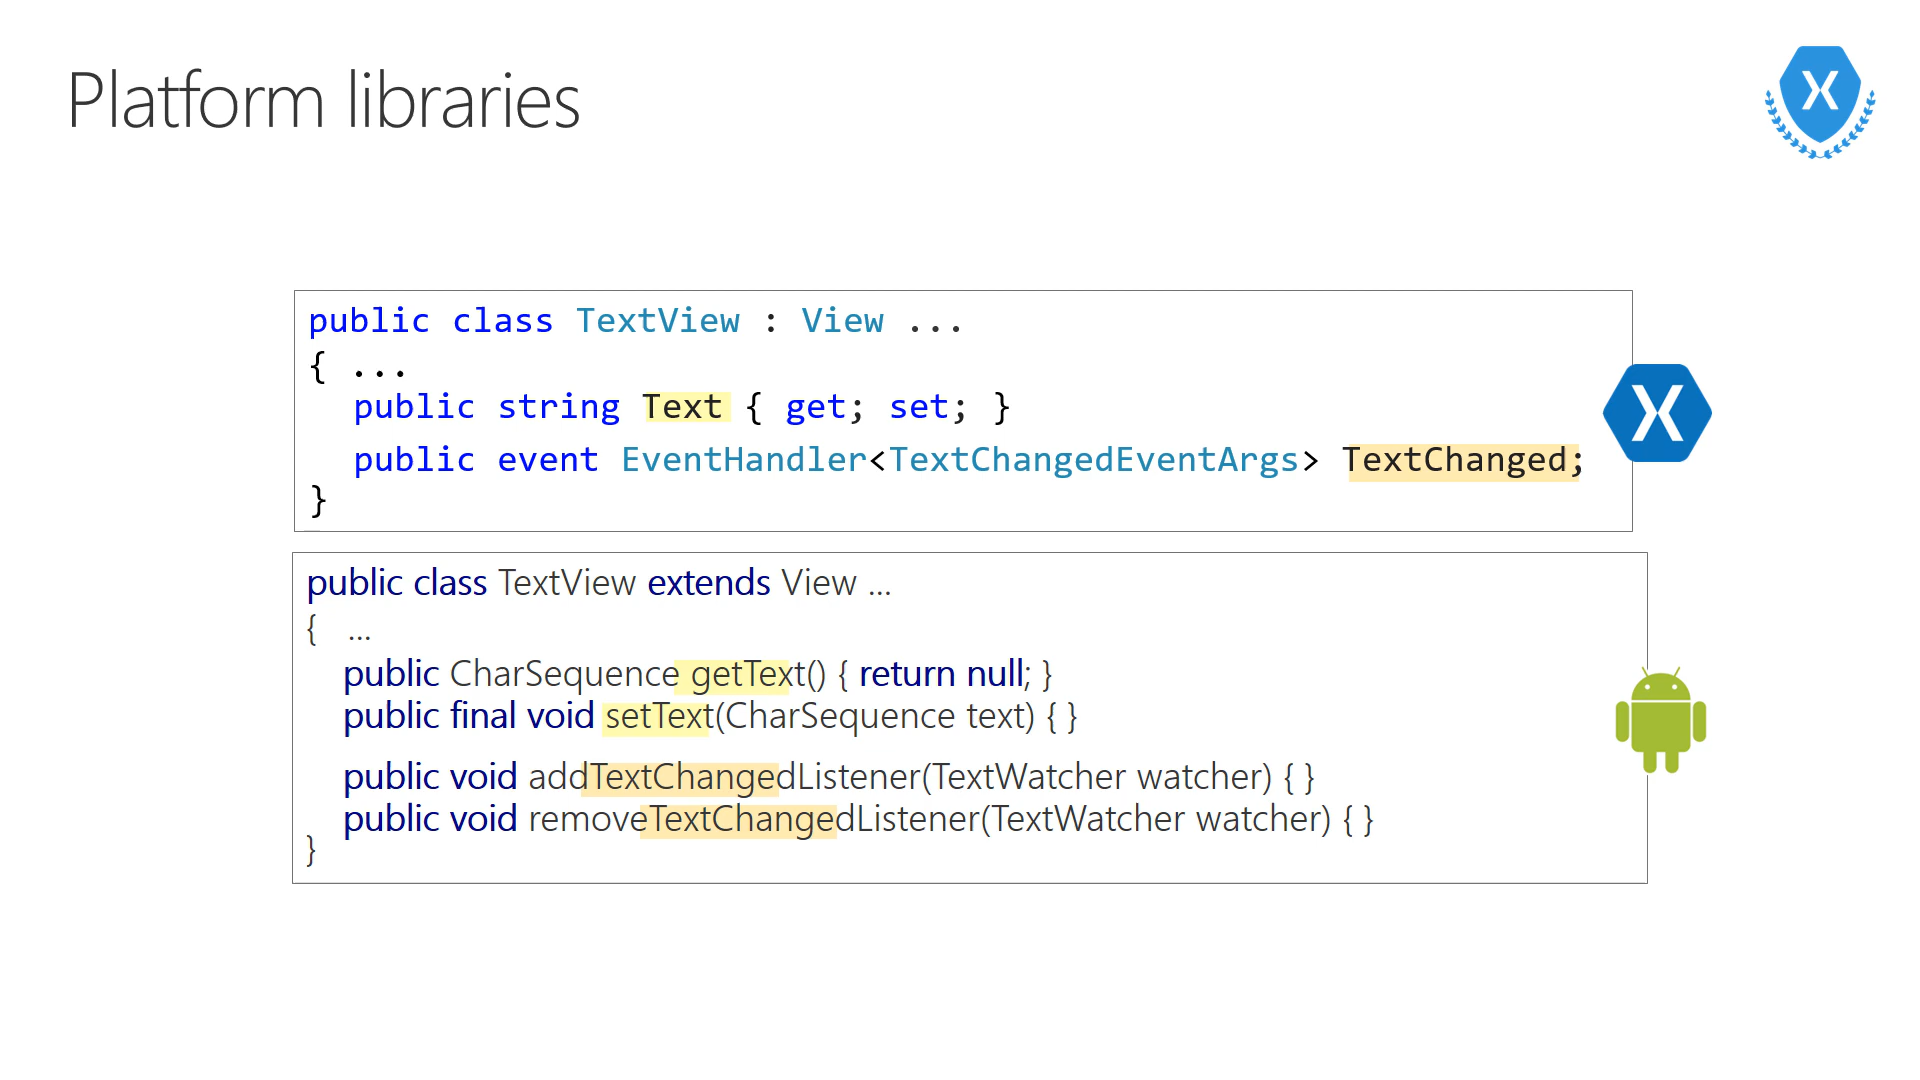 Platform libraries
X
public class TextView : View ...
{ ...
public string Text { get; set; }
public event EventHandler<TextChangedEventArgs> TextChanged;
}
X
public class TextView extends View ...
{ ...
public CharSequence getText() { return null; }
public final void setText(CharSequence text) { }
public void addTextChangedListener(TextWatcher watcher) { }
public void removeTextChangedListener(TextWatcher watcher) { }
}